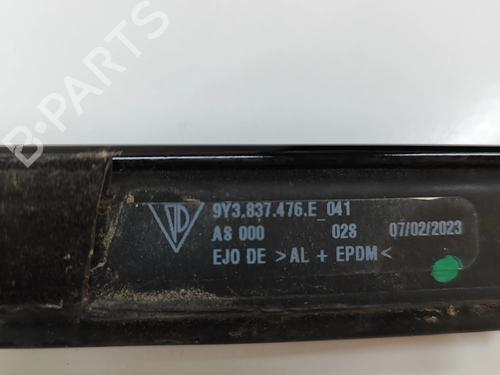 9Y3.837.476.E_041
A8 000 028 07/02/2023
EJO DE >AL + EPDM<
B-PARTS